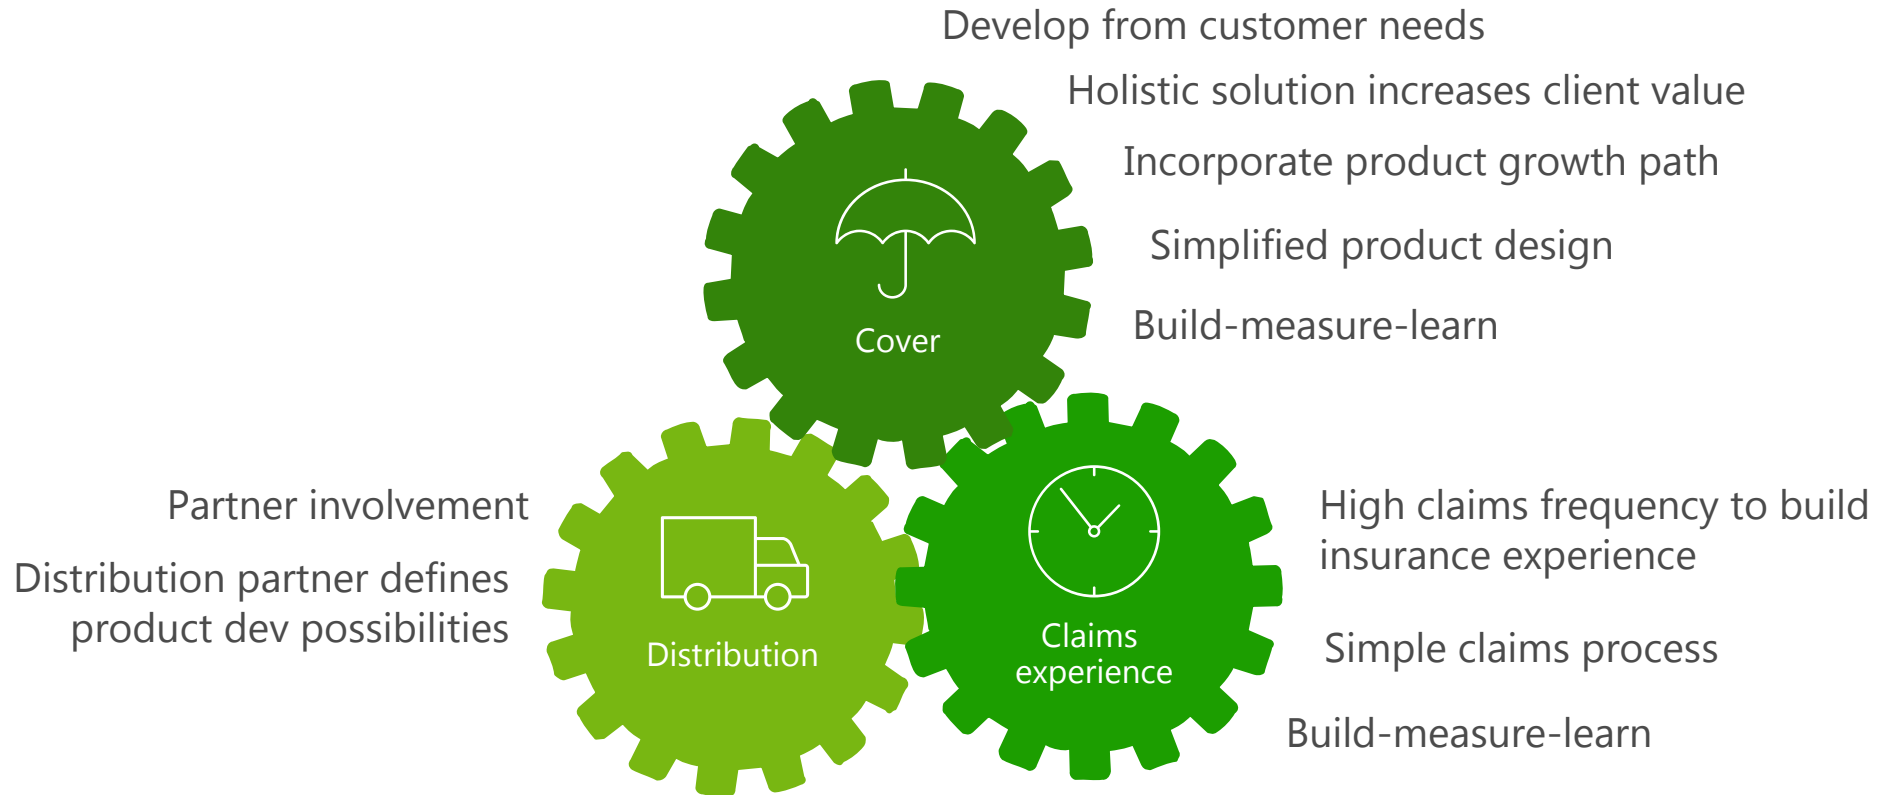 Develop from customer needs
Holistic solution increases client value
Incorporate product growth path
Simplified product design
Build-measure-learn
Cover
Partner involvement
Distribution partner defines
product dev possibilities
Distribution
Claims
experience
High claims frequency to build
insurance experience
Simple claims process
Build-measure-learn